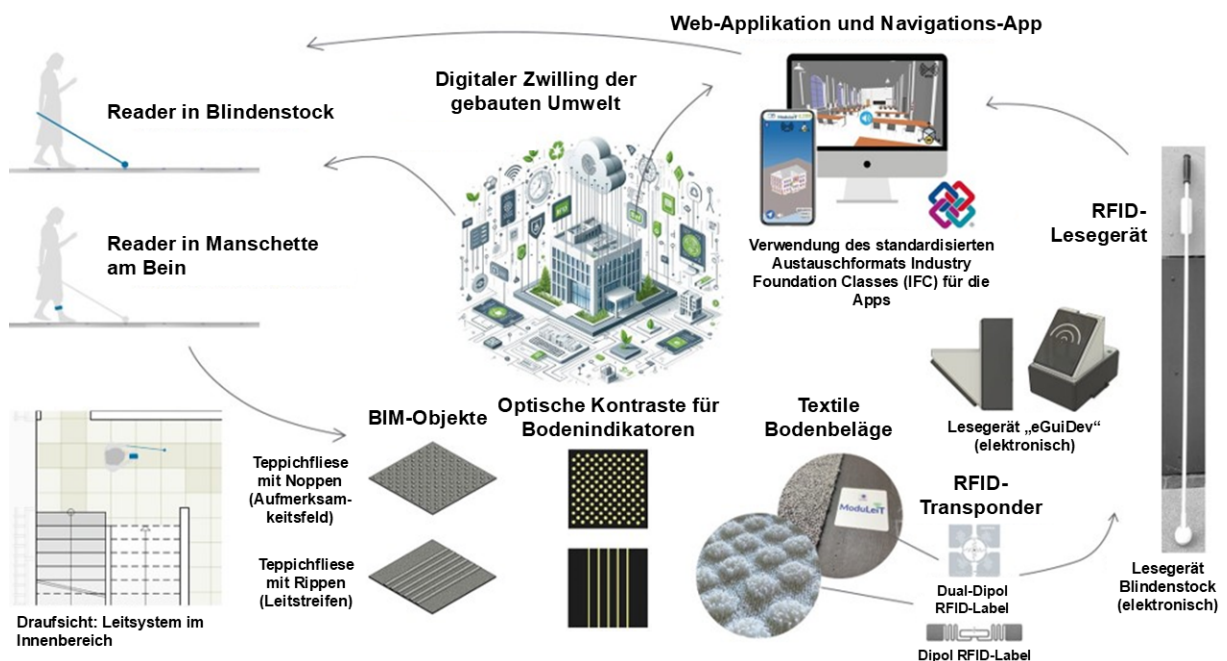 Web-Applikation und Navigations-App
Digitaler Zwilling der
gebauten Umwelt
Reader in Blindenstock
Reader in Manschette
am Bein
RFID-
Lesegerät
Verwendung des standardisierten
Austauschformats Industry
Foundation Classes (IFC) für die
Apps
Lesegerät „eGuiDev“
(elektronisch)
BIM-Objekte
Optische Kontraste für
Bodenindikatoren
Textile
Bodenbeläge
Teppichfliese
mit Noppen
(Aufmerksam-
keitsfeld)
ModuLeiT
RFID-
Transponder
Teppichfliese
mit Rippen
(Leitstreifen)
Dual-Dipol
RFID-Label
Lesegerät
Blindenstock
(elektronisch)
Draufsicht: Leitsystem im
Innenbereich
Dipol RFID-Label